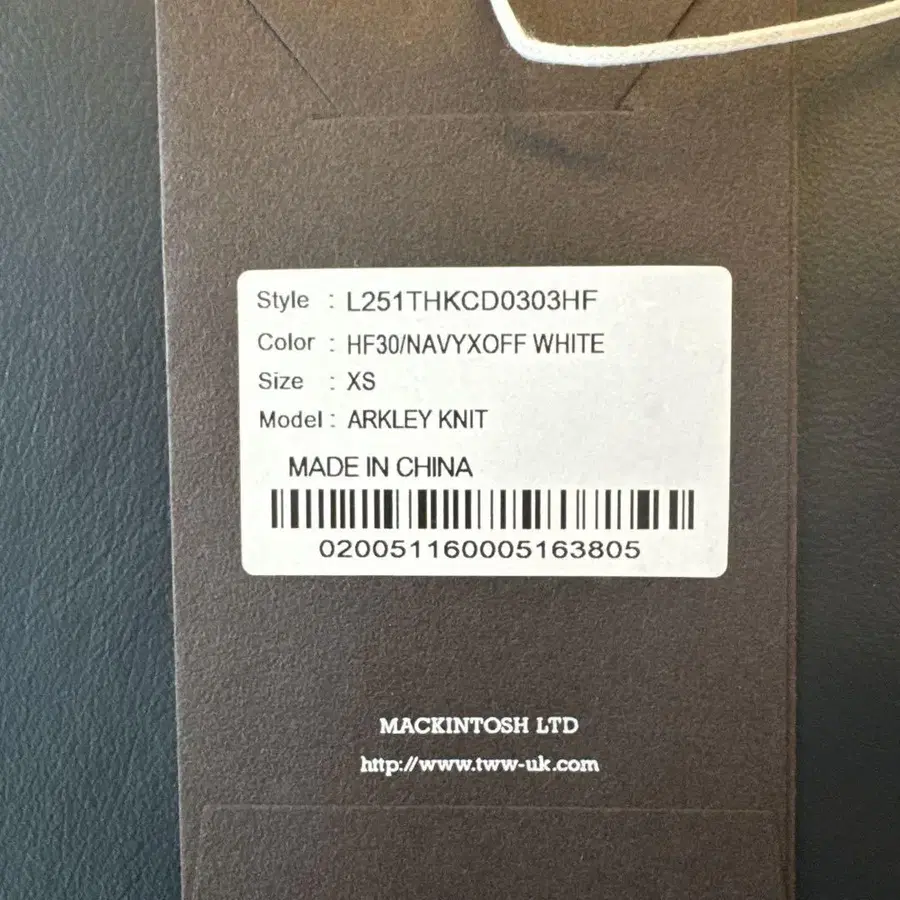 Style : L251THKCD0303HF
Color : HF30/NAVYXOFF WHITE
Size : XS
Model : ARKLEY KNIT
MADE IN CHINA
020051160005163805
MACKINTOSH LTD
http://www.tww-uk.com